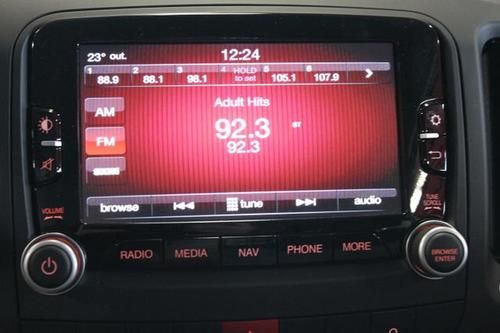 23° out. 12:24
1 2 3 4 5 6
88.9 88.1 98.1 HOLD to set 105.1 107.9 >
Adult Hits
AM
92.3 ST
FM
92.3
browse tune audio
VOLUME
TUNE SCROLL
RADIO MEDIA NAV PHONE MORE
BROWSE ENTER